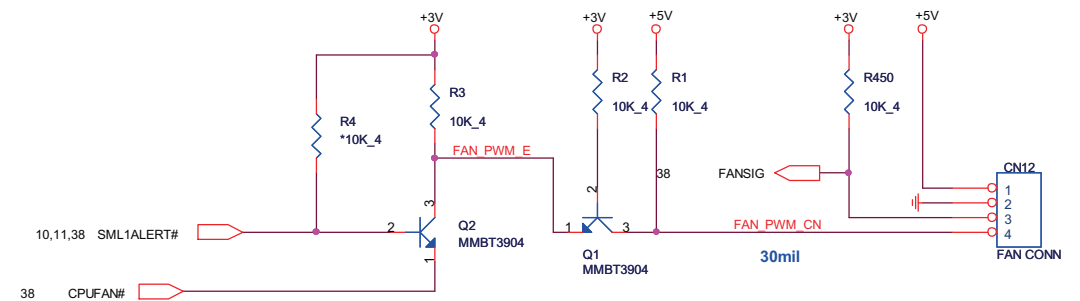 +3V
+3V
+5V
+3V
+5V
R4
*10K_4
R3
10K_4
R2
10K_4
R1
10K_4
R450
10K_4
FAN_PWM_E
FANSIG
38
CN12
1
2
3
4
FAN CONN
10,11,38 SML1ALERT#
2
3
1
Q2
MMBT3904
2
1
3
Q1
MMBT3904
FAN_PWM_CN
30mil
38 CPUFAN#